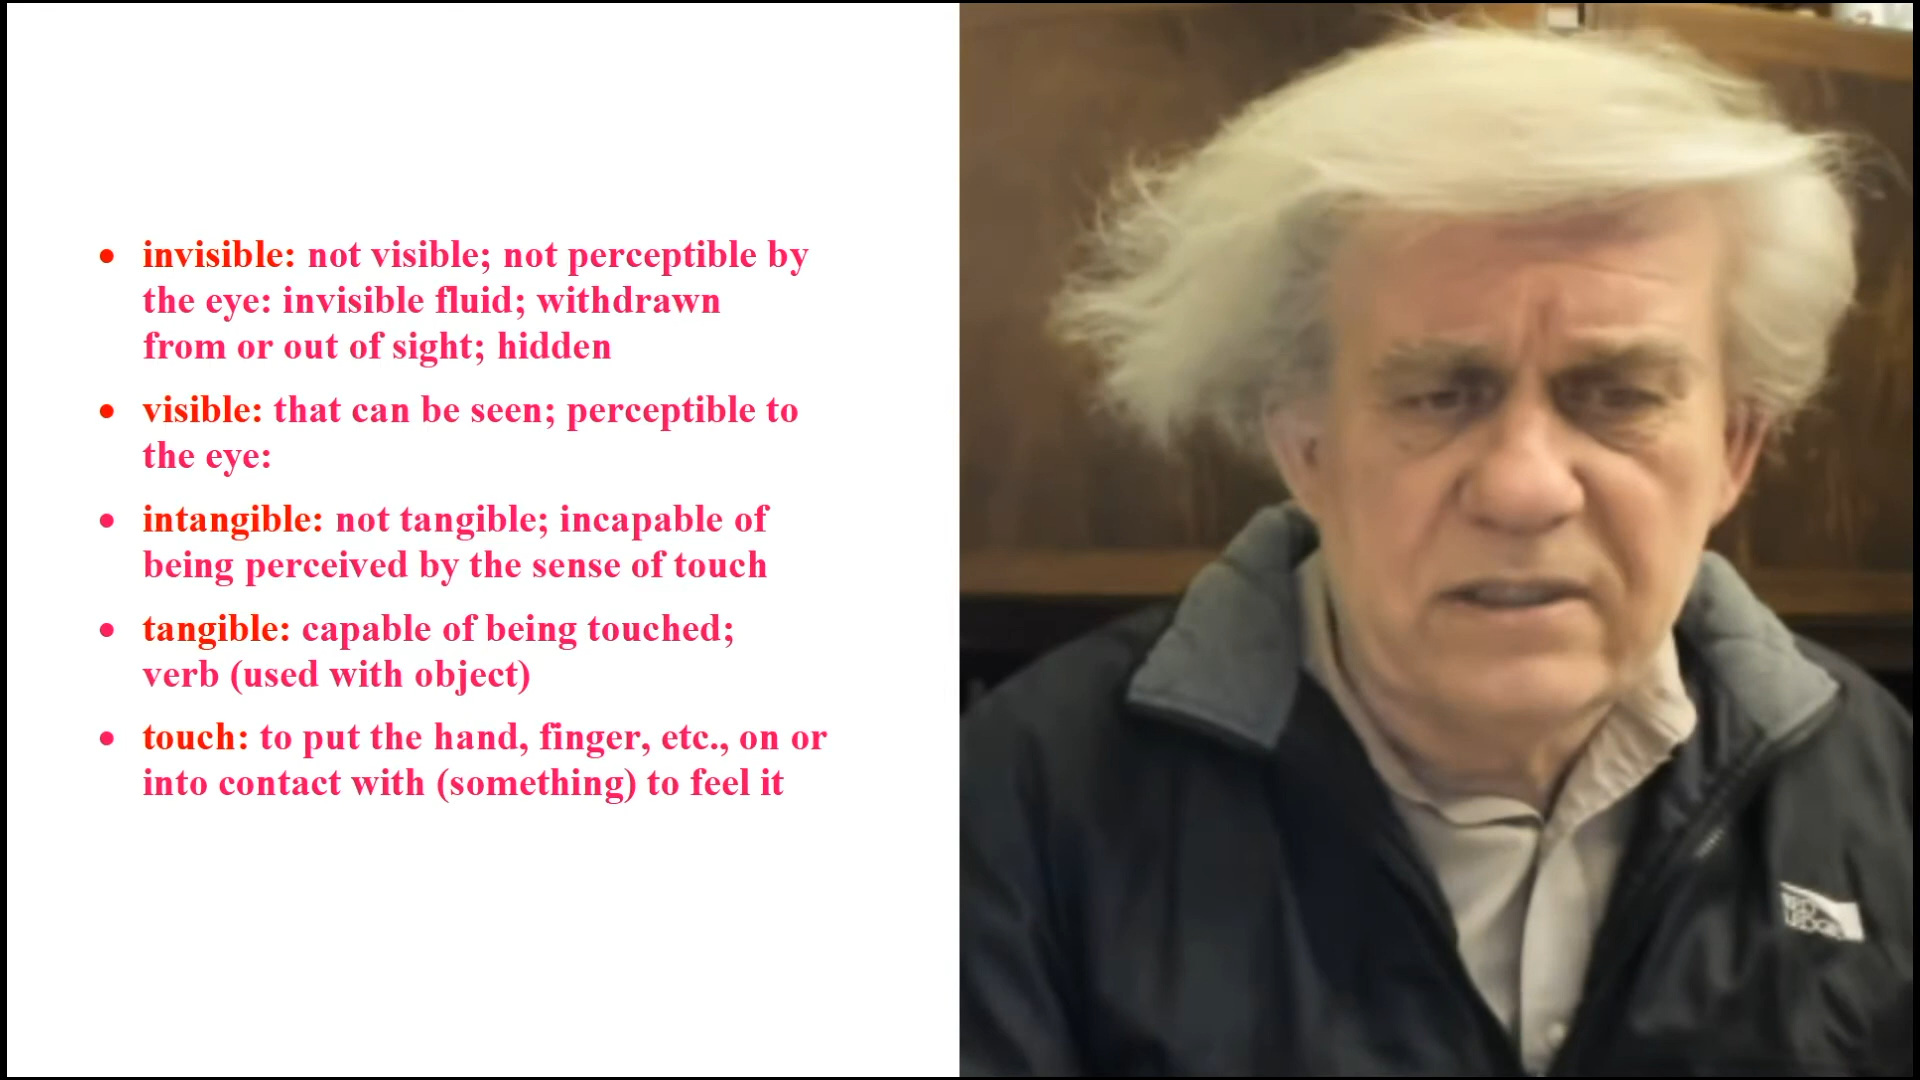 invisible: not visible; not perceptible by
the eye: invisible fluid; withdrawn
from or out of sight; hidden
visible: that can be seen; perceptible to
the eye:
intangible: not tangible; incapable of
being perceived by the sense of touch
tangible: capable of being touched;
verb (used with object)
touch: to put the hand, finger, etc., on or
into contact with (something) to feel it